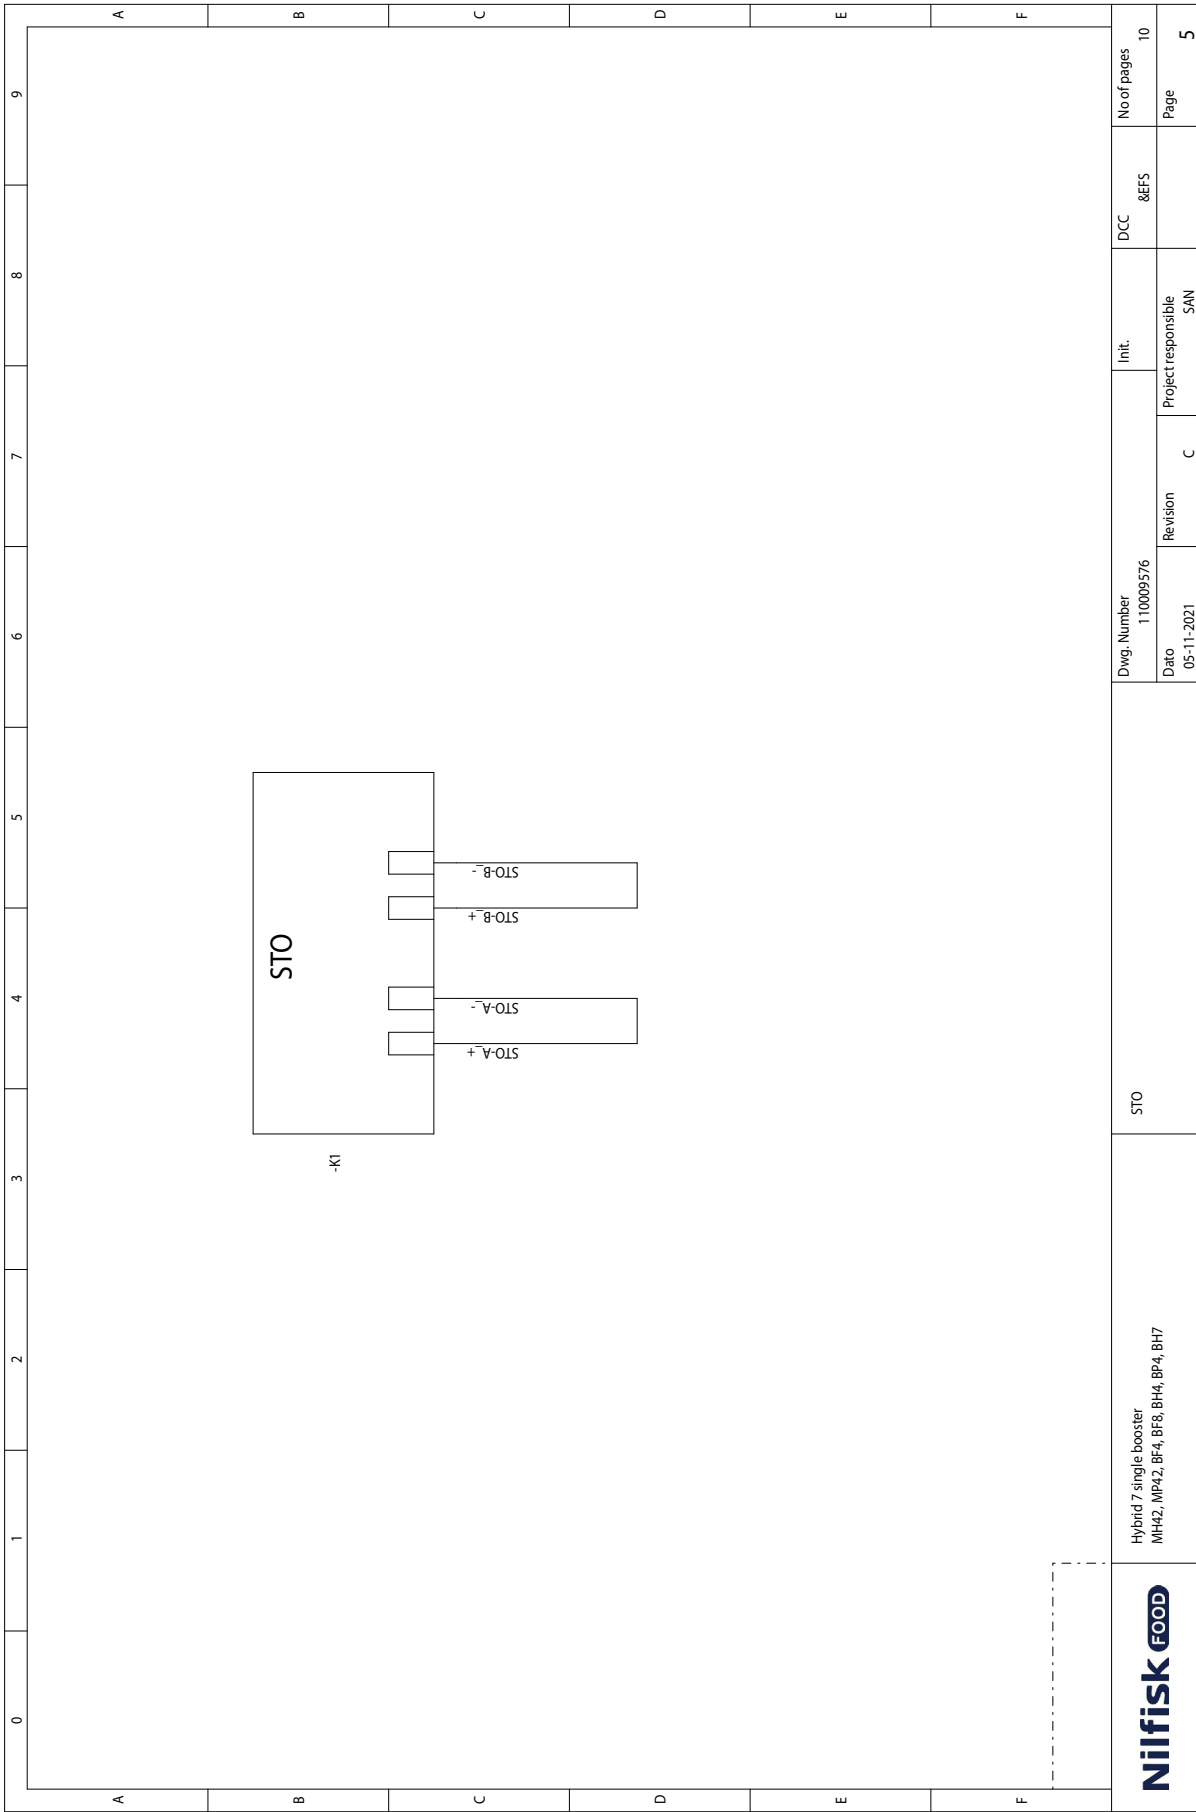 0 1 2 3 4 5 6 7 8 9
A A
B B
C C
D D
E E
F F
STO
-K1
STO-A_+
STO-A_-
STO-B_+
STO-B_-
Nilfisk FOOD
Hybrid 7 single booster
MH42, MP42, BF4, BF8, BH4, BP4, BH7
STO
Dwg. Number
110009576
Init.
DCC
&EFS
No of pages
10
Dato
05-11-2021
Revision
C
Project responsible
SAN
Page
5